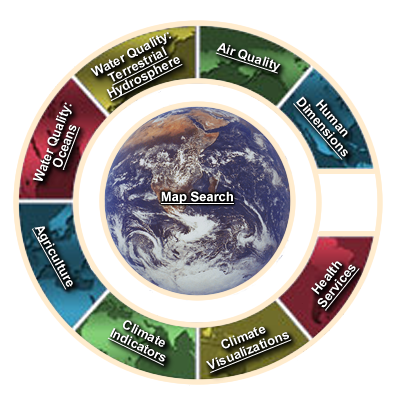 Water Quality:
Terrestrial
Hydrosphere
Air Quality
Human
Dimensions
Water Quality:
Oceans
Map Search
Agriculture
Health
Services
Climate
Indicators
Climate
Visualizations